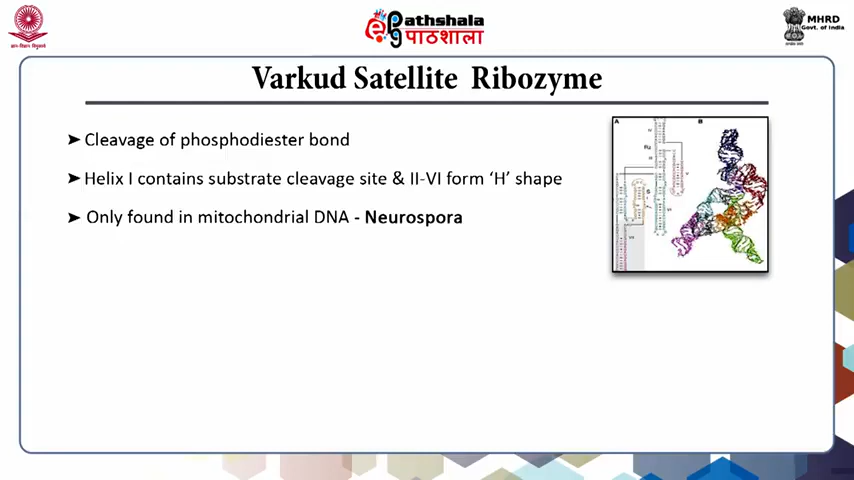 Pathshala
पाठशाला
MHRD
Govt. of India
Varkud Satellite Ribozyme
➤ Cleavage of phosphodiester bond
➤ Helix I contains substrate cleavage site & II-VI form ‘H’ shape
➤ Only found in mitochondrial DNA - Neurospora
A B